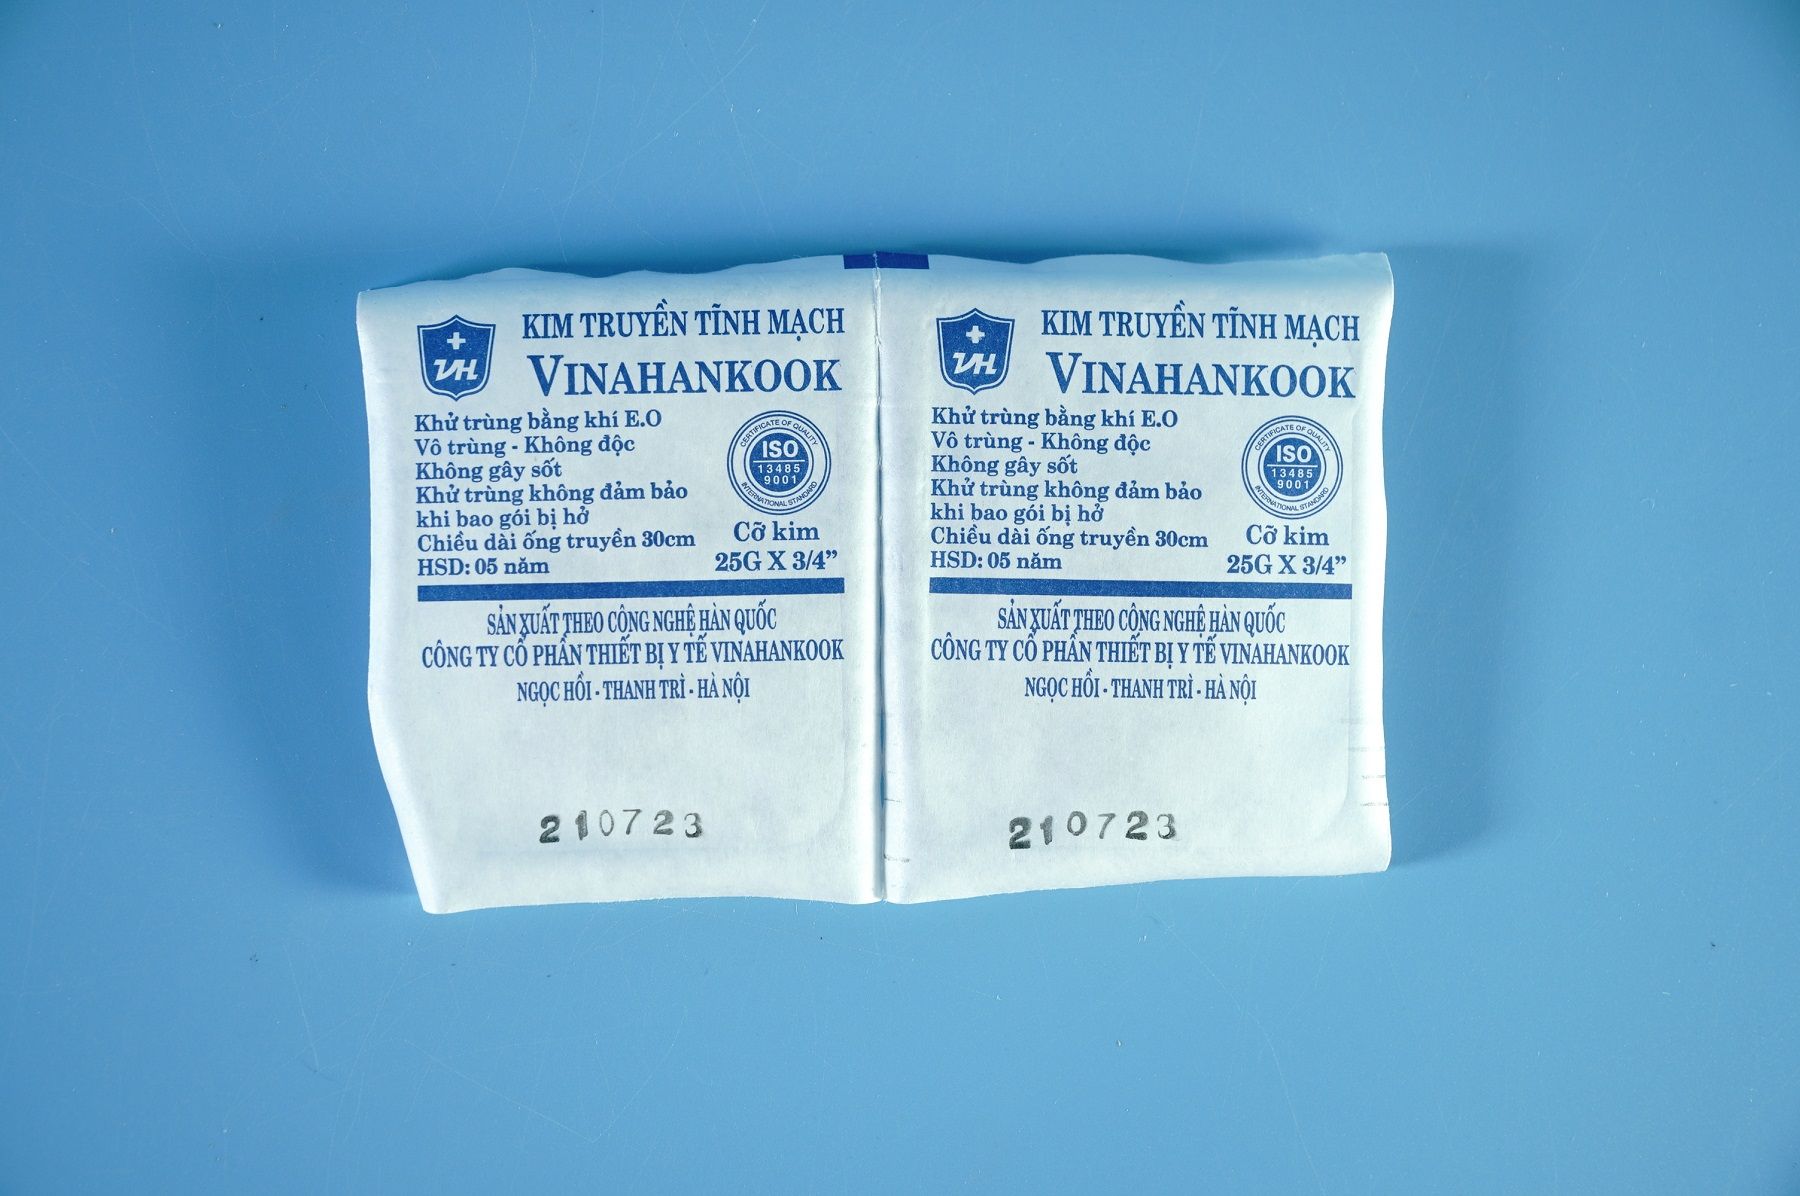 VH
KIM TRUYỀN TĨNH MẠCH
VINAHANKOOK
Khử trùng bằng khí E.O
Vô trùng - Không độc
Không gây sốt
Khử trùng không đảm bảo
khi bao gói bị hở
Chiều dài ống truyền 30cm
HSD: 05 năm
CERTIFICATE OF QUALITY
ISO
13485
9001
INTERNATIONAL STANDARD
Cỡ kim
25G X 3/4”
SẢN XUẤT THEO CÔNG NGHỆ HÀN QUỐC
CÔNG TY CỔ PHẦN THIẾT BỊ Y TẾ VINAHANKOOK
NGỌC HỒI - THANH TRÌ - HÀ NỘI
210723
VH
KIM TRUYỀN TĨNH MẠCH
VINAHANKOOK
Khử trùng bằng khí E.O
Vô trùng - Không độc
Không gây sốt
Khử trùng không đảm bảo
khi bao gói bị hở
Chiều dài ống truyền 30cm
HSD: 05 năm
CERTIFICATE OF QUALITY
ISO
13485
9001
INTERNATIONAL STANDARD
Cỡ kim
25G X 3/4”
SẢN XUẤT THEO CÔNG NGHỆ HÀN QUỐC
CÔNG TY CỔ PHẦN THIẾT BỊ Y TẾ VINAHANKOOK
NGỌC HỒI - THANH TRÌ - HÀ NỘI
210723